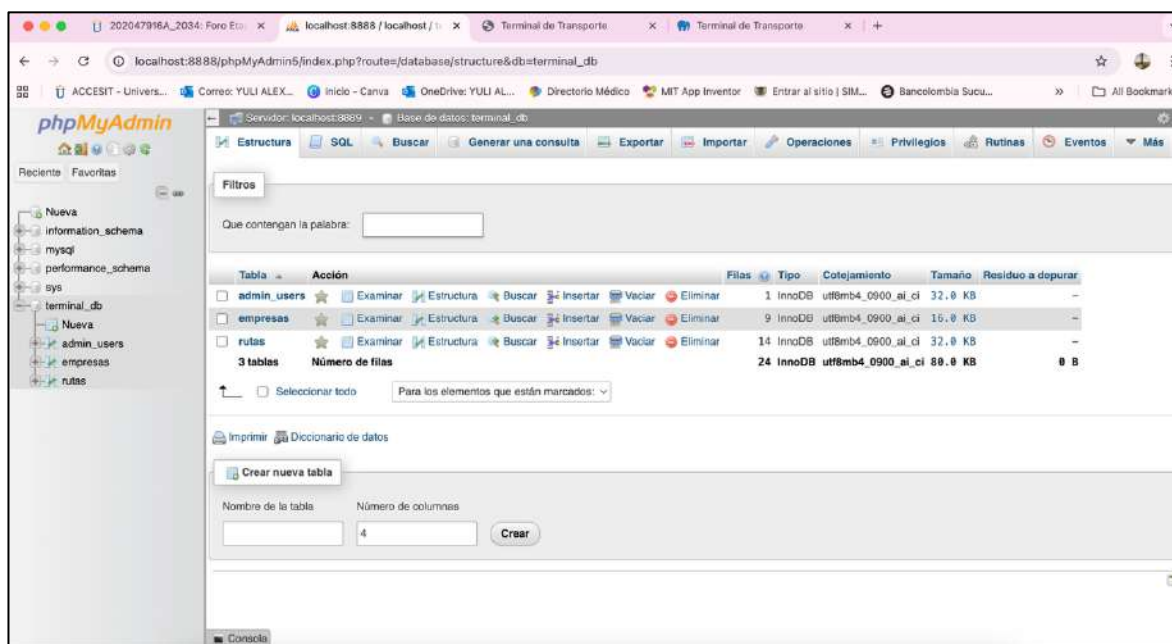 202047916A_2034: Foro Eta
localhost:8888 / localhost / t
Terminal de Transporte
Terminal de Transporte
localhost:8888/phpMyAdmin5/index.php?route=/database/structure&db=terminal_db
ACCESIT - Univers...
Correo: YULI ALEX...
Inicio - Canva
OneDrive: YULI AL...
Directorio Médico
MIT App Inventor
Entrar al sitio | SIM...
Bancolombia Sucu...
»
All Bookmark
phpMyAdmin
Reciente Favoritas
Nueva
information_schema
mysql
performance_schema
sys
terminal_db
Nueva
admin_users
empresas
rutas
Servidor: localhost:8889 » Base de datos: terminal_db
Estructura SQL Buscar Generar una consulta Exportar Importar Operaciones Privilegios Rutinas Eventos Más
Filtros
Que contengan la palabra:
Tabla Acción Filas Tipo Cotejamiento Tamaño Residuo a depurar
admin_users Examinar Estructura Buscar Insertar Vaciar Eliminar 1 InnoDB utf8mb4_0900_ai_ci 32.0 KB -
empresas Examinar Estructura Buscar Insertar Vaciar Eliminar 9 InnoDB utf8mb4_0900_ai_ci 16.0 KB -
rutas Examinar Estructura Buscar Insertar Vaciar Eliminar 14 InnoDB utf8mb4_0900_ai_ci 32.0 KB -
3 tablas Número de filas 24 InnoDB utf8mb4_0900_ai_ci 80.0 KB 0 B
Seleccionar todo Para los elementos que están marcados:
Imprimir Diccionario de datos
Crear nueva tabla
Nombre de la tabla Número de columnas
4 Crear
Consola